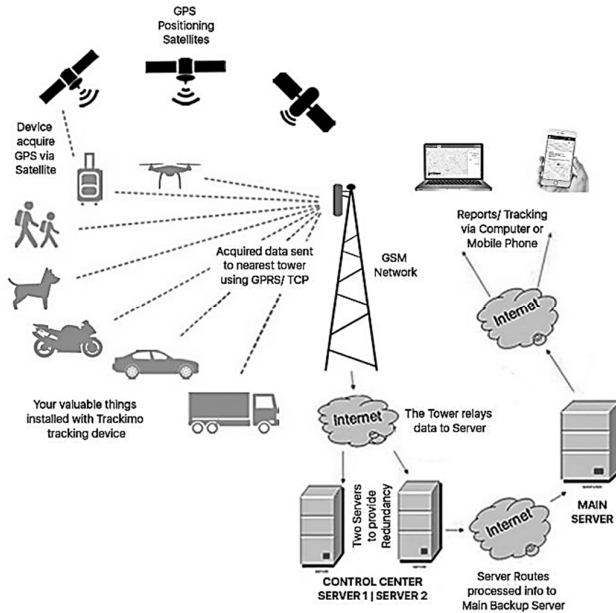 GPS
Positioning
Satellites
Device
acquire
GPS via
Satellite
Acquired data sent
to nearest tower
using GPRS/ TCP
GSM
Network
Reports/ Tracking
via Computer or
Mobile Phone
Internet
Your valuable things
installed with Trackimo
tracking device
Internet
The Tower relays
data to Server
Two Servers
to provide
Redundancy
CONTROL CENTER
SERVER 1 | SERVER 2
Internet
Server Routes
processed info to
Main Backup Server
MAIN
SERVER